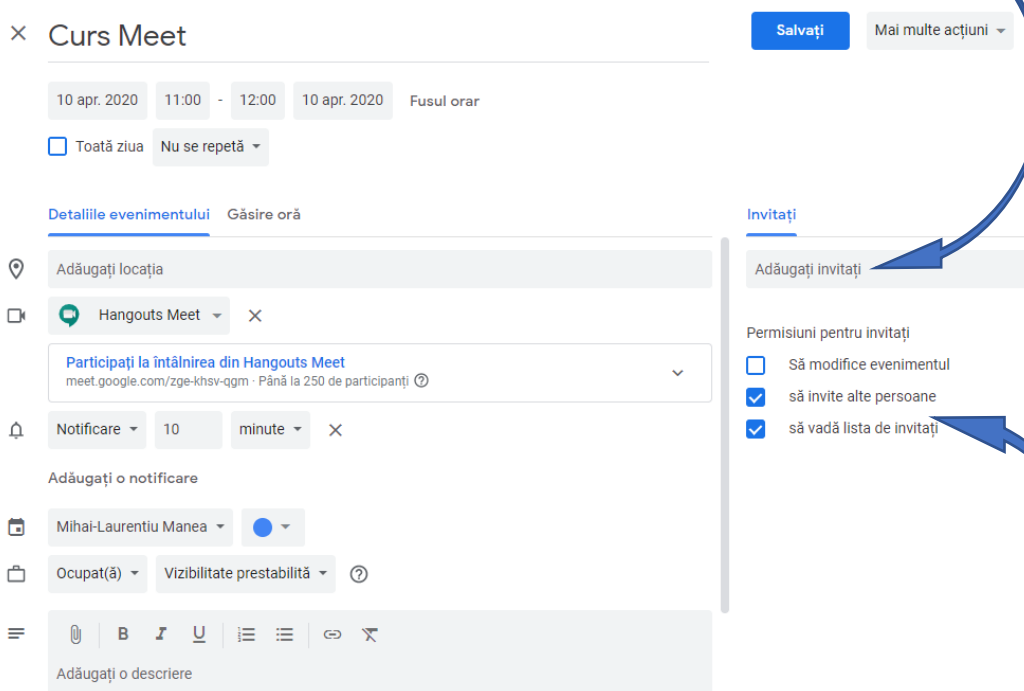 Curs Meet
Salvați
Mai multe acțiuni
10 apr. 2020 11:00 - 12:00 10 apr. 2020 Fusul orar
Toată ziua Nu se repetă
Detaliile evenimentului Găsire oră
Invitați
Adăugați locația
Adăugați invitați
Hangouts Meet
Participați la întâlnirea din Hangouts Meet
meet.google.com/zge-khsv-qgm · Până la 250 de participanți
Notificare 10 minute
Adăugați o notificare
Permisiuni pentru invitați
Să modifice evenimentul
să invite alte persoane
să vadă lista de invitați
Mihai-Laurentiu Manea
Ocupat(ă) Vizibilitate prestabilită
B I U
Adăugați o descriere